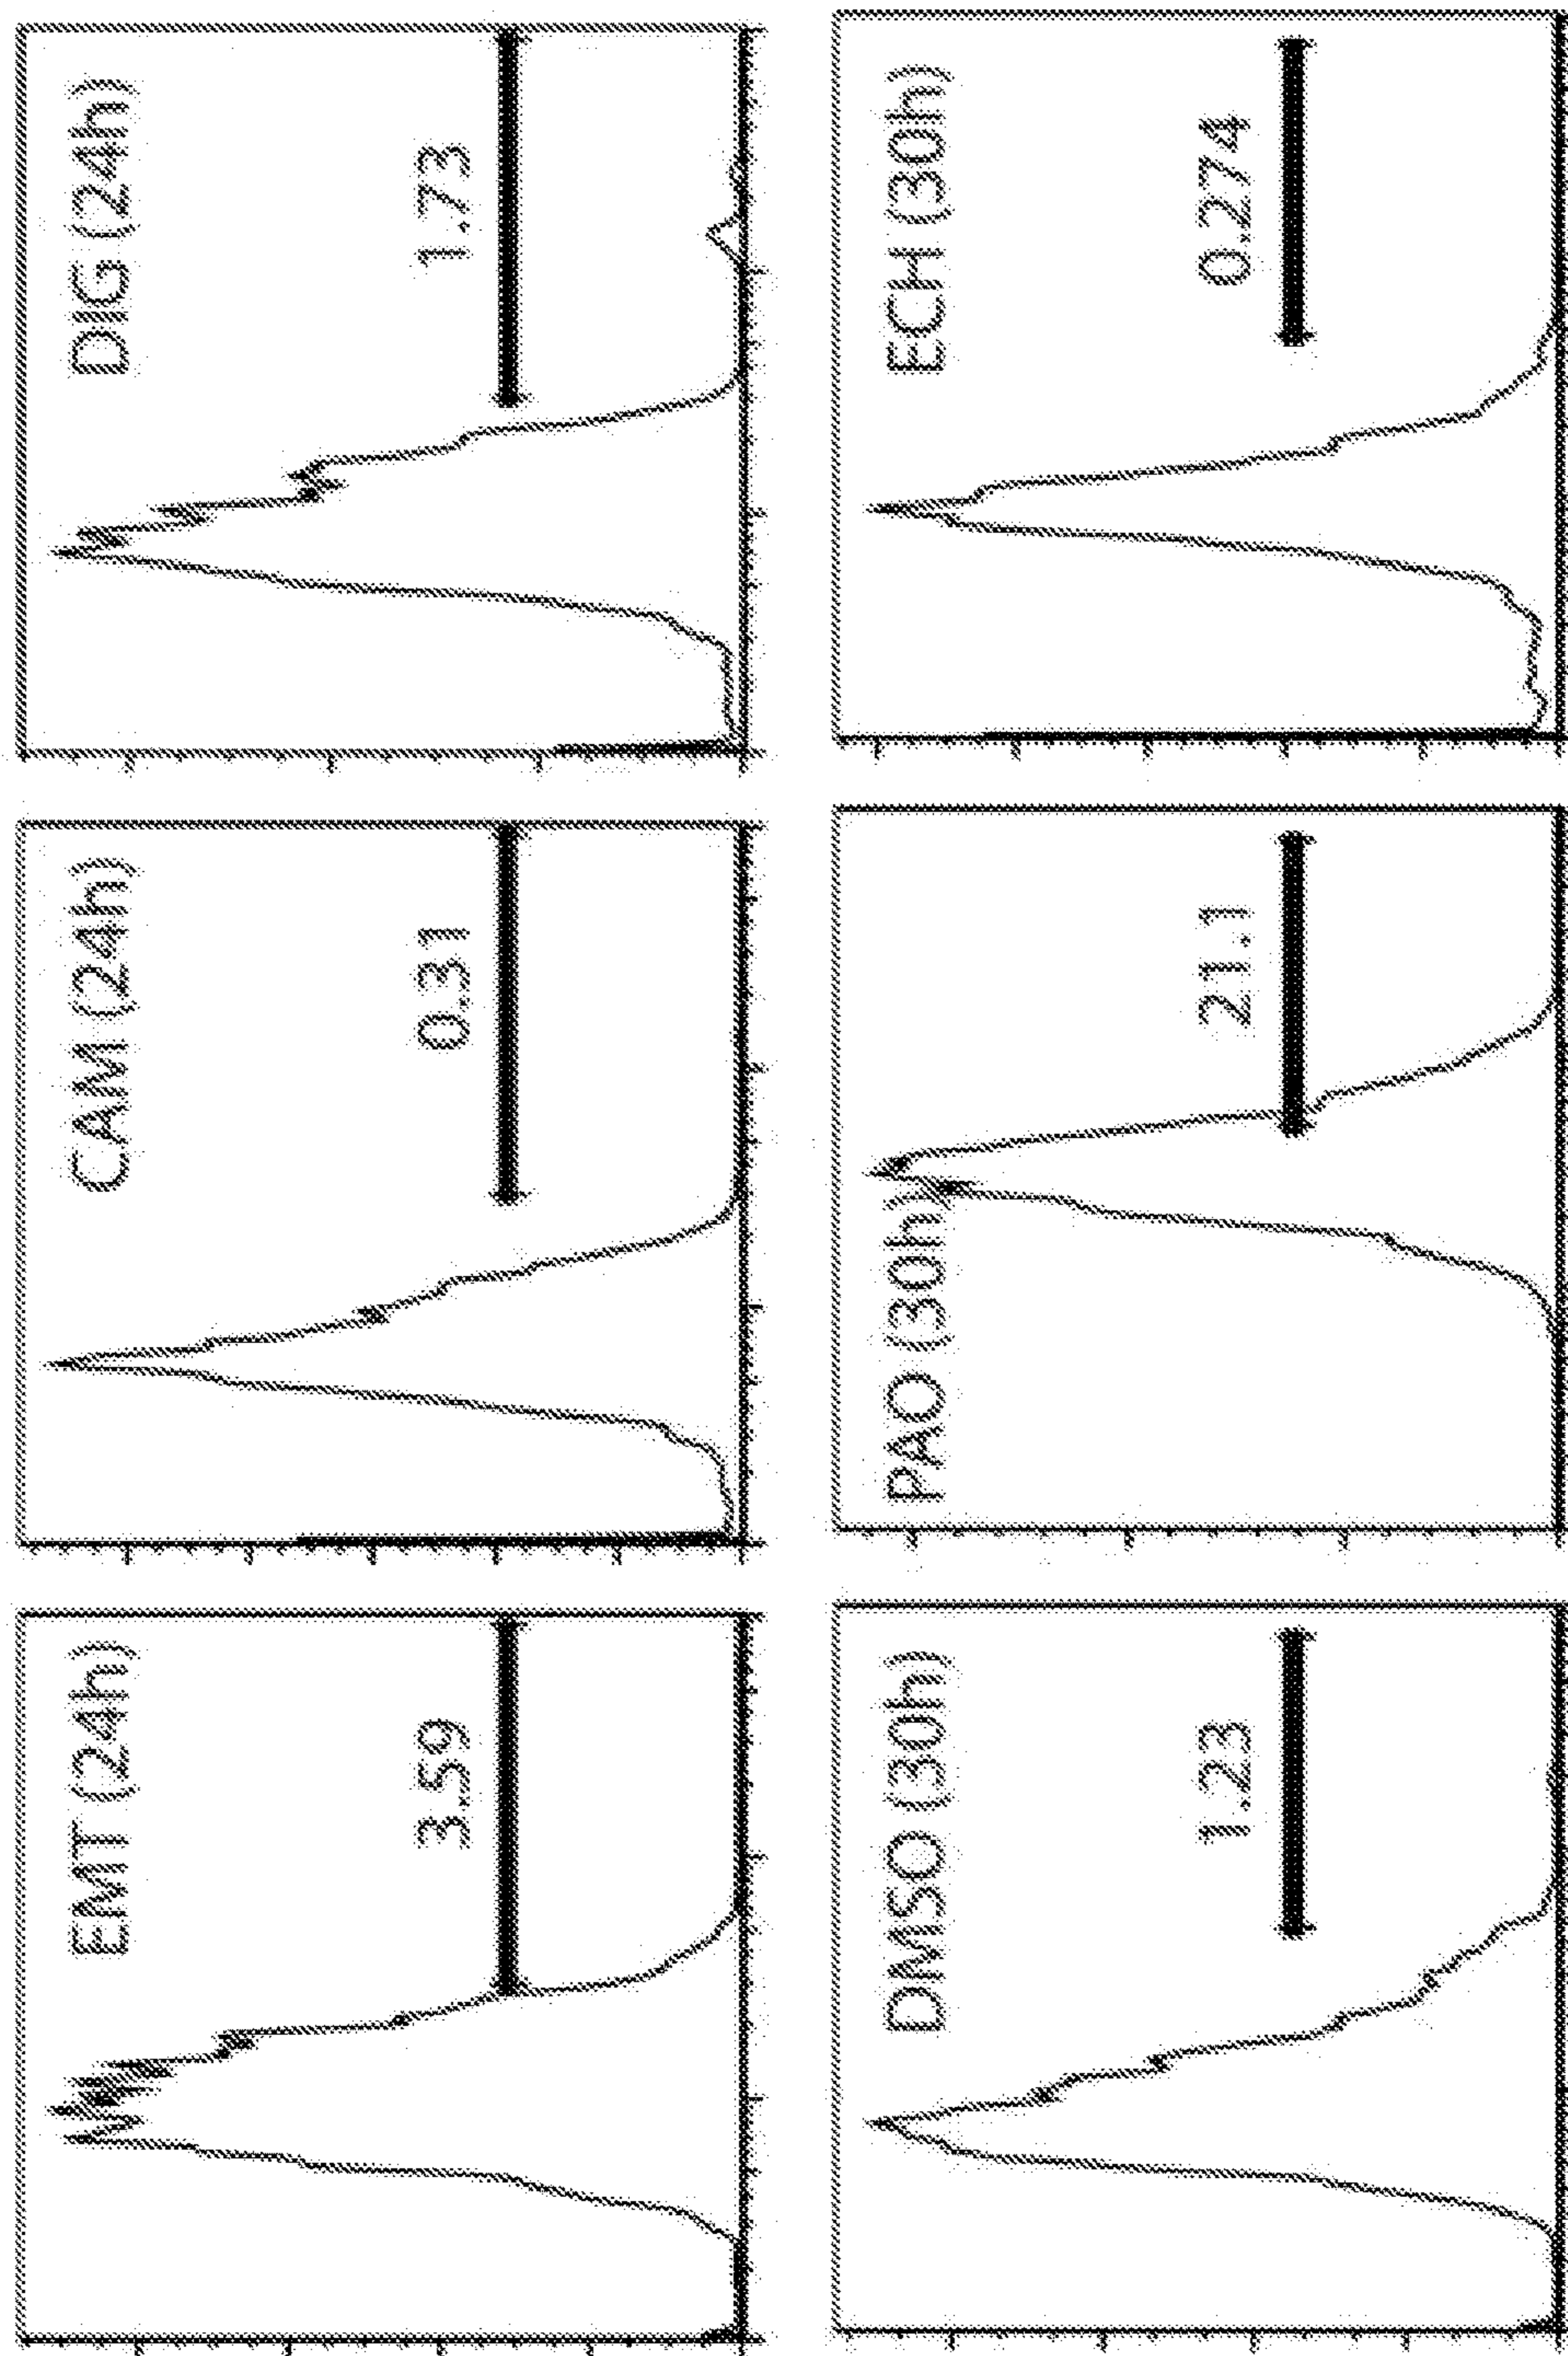 EMT (24h)
3.59
CAM (24h)
0.31
DIG (24h)
1.73
DMSO (30h)
1.23
PAO (30h)
21.1
ECH (30h)
0.274